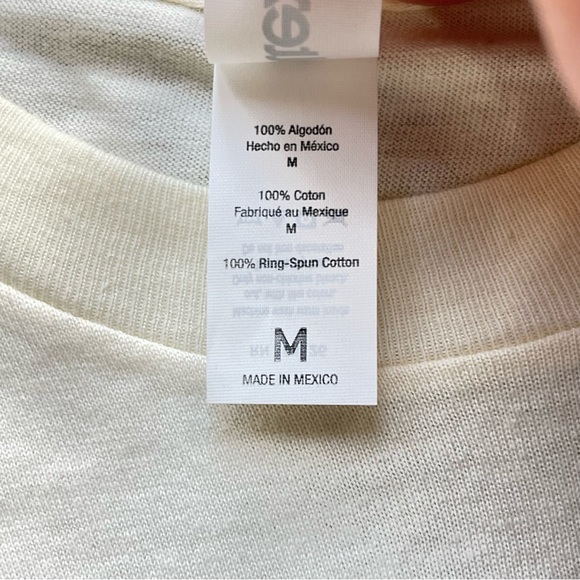 100% Algodón
Hecho en México
M
100% Coton
Fabriqué au Mexique
M
100% Ring-Spun Cotton
M
MADE IN MEXICO